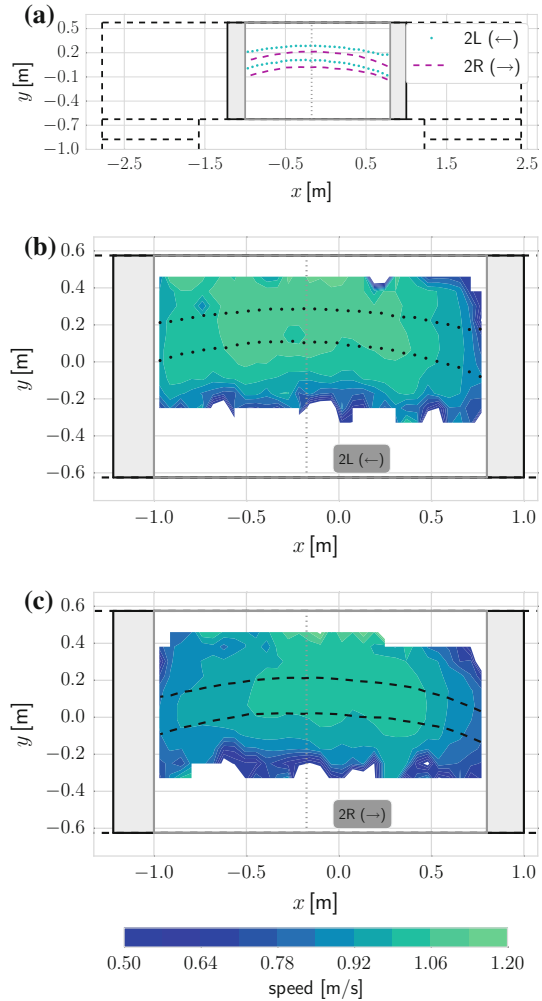 (a)
0.5
0.2
−0.1
−0.4
−0.7
−1.0
y [m]
2L (←)
2R (→)
−2.5 −1.5 −0.5 0.5 1.5 2.5
x [m]
(b)
0.6
0.4
0.2
0.0
−0.2
−0.4
−0.6
y [m]
2L (←)
−1.0 −0.5 0.0 0.5 1.0
x [m]
(c)
0.6
0.4
0.2
0.0
−0.2
−0.4
−0.6
y [m]
2R (→)
−1.0 −0.5 0.0 0.5 1.0
x [m]
0.50 0.64 0.78 0.92 1.06 1.20
speed [m/s]